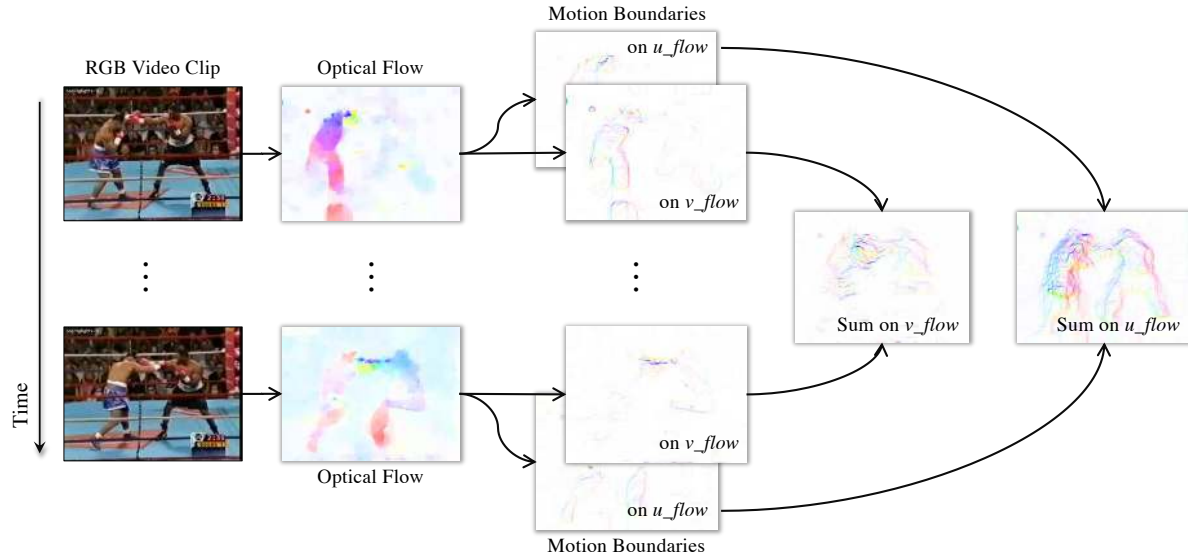 Motion Boundaries
on u_flow
RGB Video Clip
Optical Flow
on v_flow
Sum on v_flow
Sum on u_flow
Time
on v_flow
Optical Flow
on u_flow
Motion Boundaries